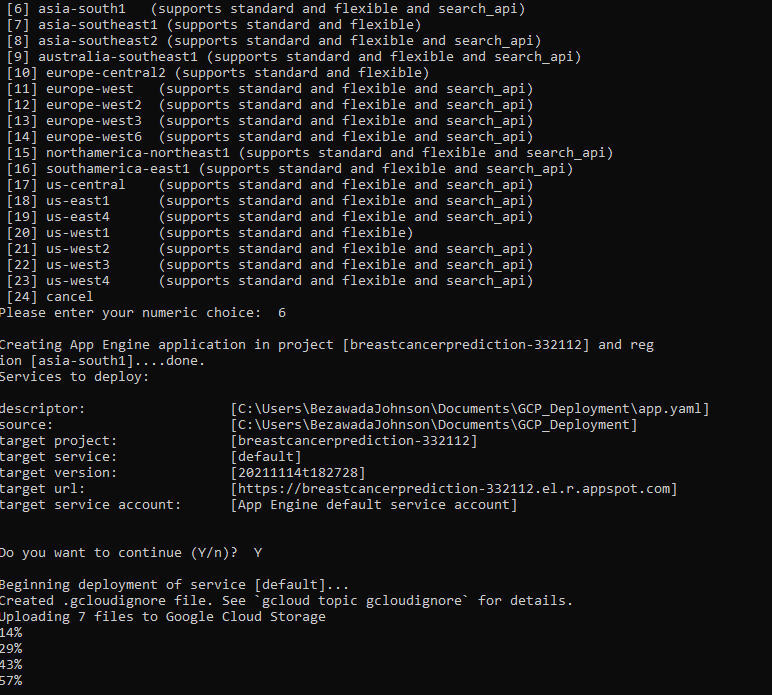 [6] asia-south1   (supports standard and flexible and search_api)
[7] asia-southeast1 (supports standard and flexible)
[8] asia-southeast2 (supports standard and flexible and search_api)
[9] australia-southeast1 (supports standard and flexible and search_api)
[10] europe-central2 (supports standard and flexible)
[11] europe-west   (supports standard and flexible and search_api)
[12] europe-west2  (supports standard and flexible and search_api)
[13] europe-west3  (supports standard and flexible and search_api)
[14] europe-west6  (supports standard and flexible and search_api)
[15] northamerica-northeast1 (supports standard and flexible and search_api)
[16] southamerica-east1 (supports standard and flexible and search_api)
[17] us-central    (supports standard and flexible and search_api)
[18] us-east1      (supports standard and flexible and search_api)
[19] us-east4      (supports standard and flexible and search_api)
[20] us-west1      (supports standard and flexible)
[21] us-west2      (supports standard and flexible and search_api)
[22] us-west3      (supports standard and flexible and search_api)
[23] us-west4      (supports standard and flexible and search_api)
[24] cancel
Please enter your numeric choice:  6
Creating App Engine application in project [breastcancerprediction-332112] and reg
ion [asia-south1]....done.
Services to deploy:
descriptor:                  [C:\Users\BezawadaJohnson\Documents\GCP_Deployment\app.yaml]
source:                      [C:\Users\BezawadaJohnson\Documents\GCP_Deployment]
target project:              [breastcancerprediction-332112]
target service:              [default]
target version:              [20211114t182728]
target url:                  [https://breastcancerprediction-332112.el.r.appspot.com]
target service account:      [App Engine default service account]
Do you want to continue (Y/n)?  Y
Beginning deployment of service [default]...
Created .gcloudignore file. See `gcloud topic gcloudignore` for details.
Uploading 7 files to Google Cloud Storage
14%
29%
43%
57%